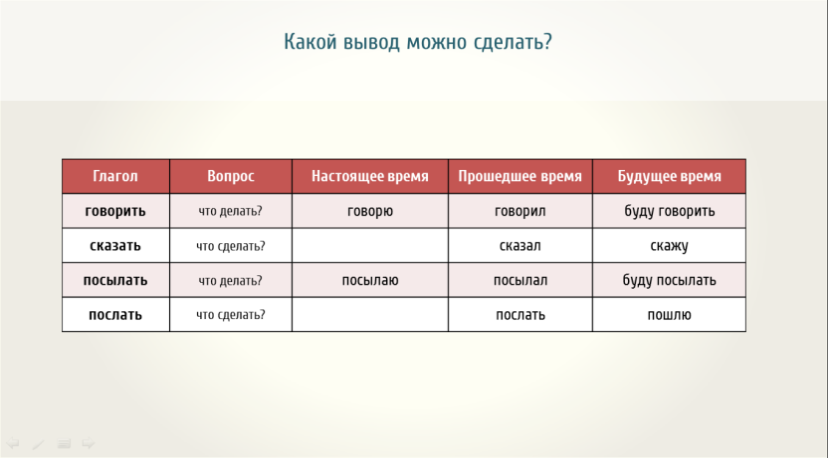 Какой вывод можно сделать?
Глагол Вопрос Настоящее время Прошедшее время Будущее время
говорить что делать? говорю говорил буду говорить
сказать что сделать? сказал скажу
посылать что делать? посылаю посылал буду посылать
послать что сделать? послать пошлю